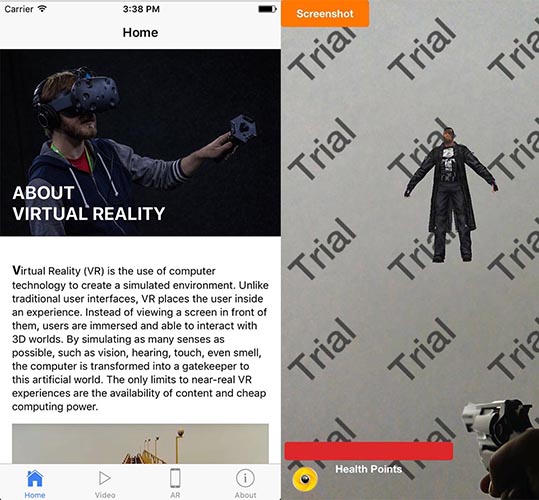 Carrier
3:38 PM
Home
ABOUT
VIRTUAL REALITY
Virtual Reality (VR) is the use of computer
technology to create a simulated environment. Unlike
traditional user interfaces, VR places the user inside
an experience. Instead of viewing a screen in front of
them, users are immersed and able to interact with
3D worlds. By simulating as many senses as
possible, such as vision, hearing, touch, even smell,
the computer is transformed into a gatekeeper to
this artificial world. The only limits to near-real VR
experiences are the availability of content and cheap
computing power.
Home
Video
AR
About
Screenshot
Trial
Trial
Trial
Trial
Trial
Trial
Trial
Trial
Trial
Trial
Health Points